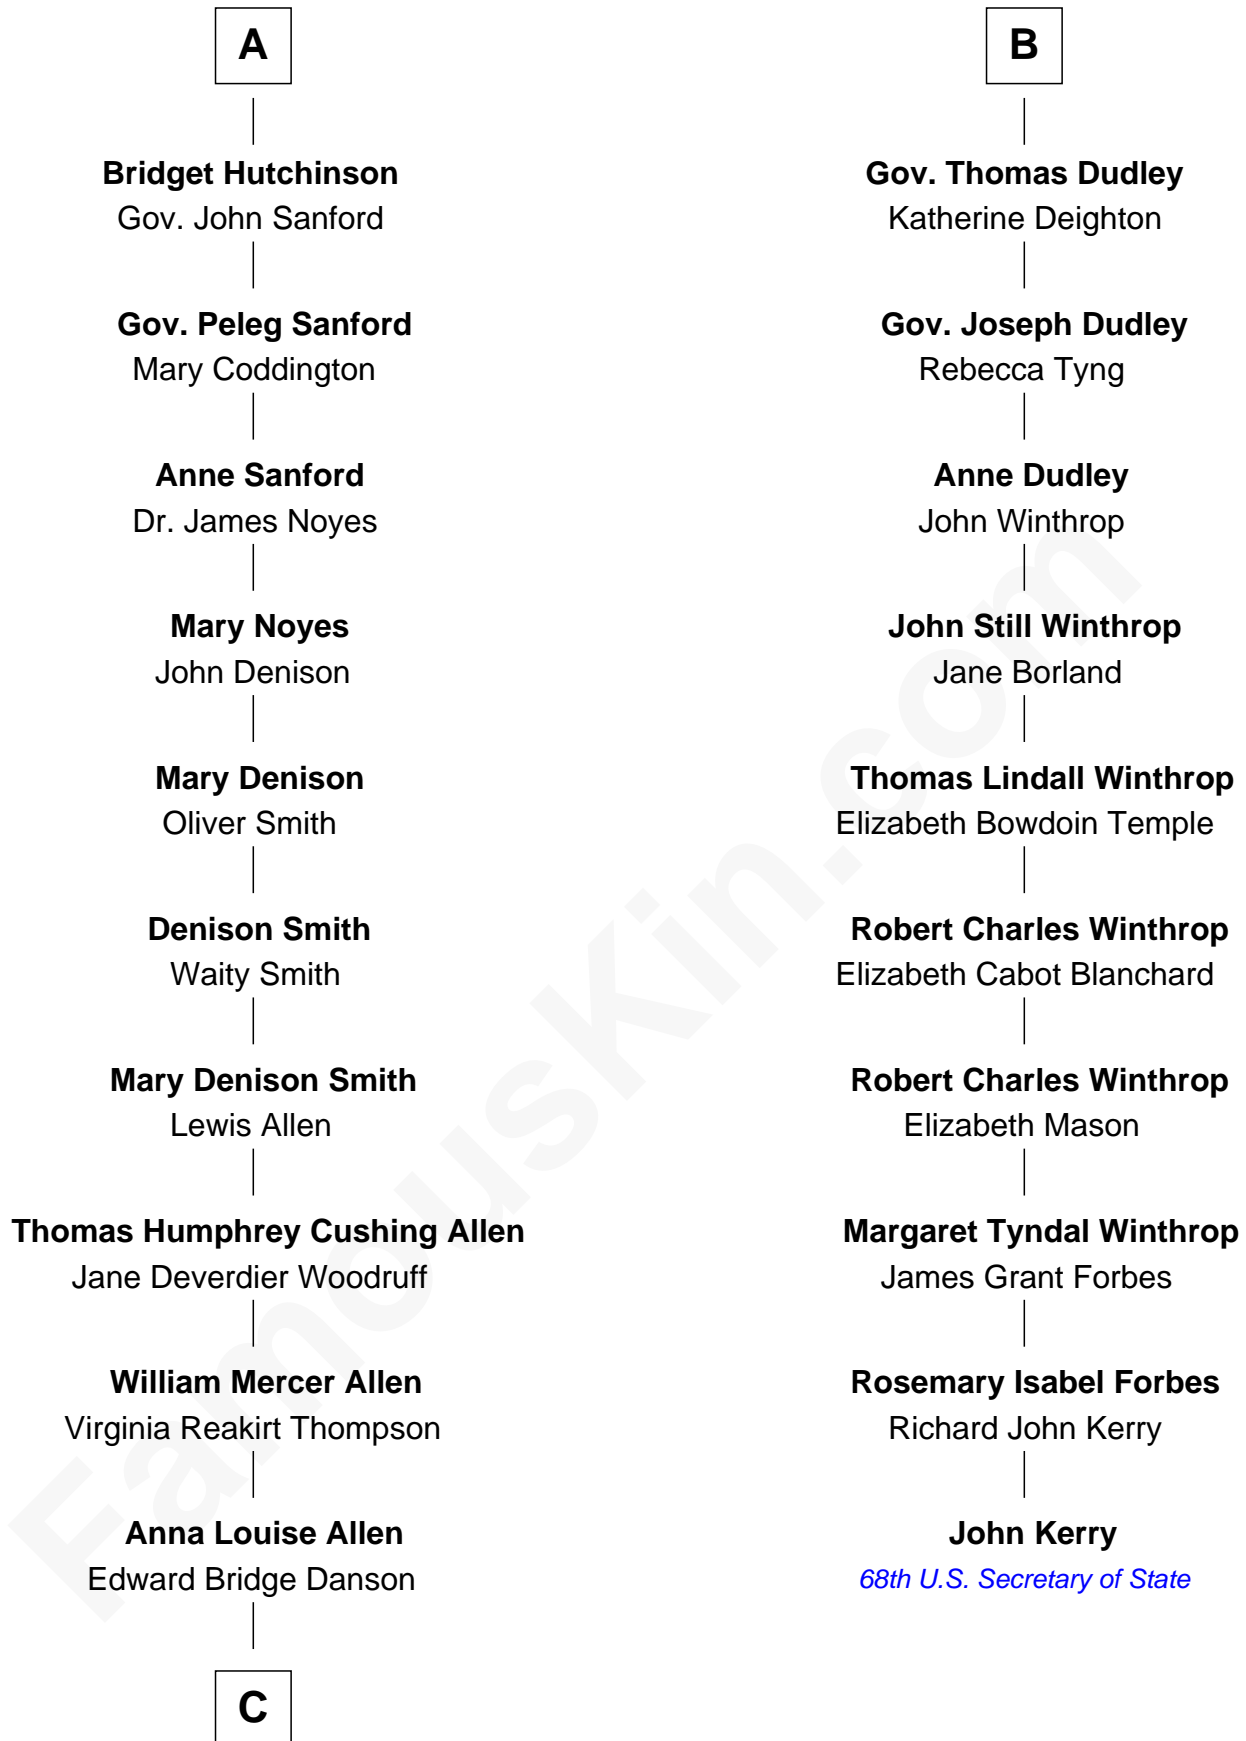 A
Bridget Hutchinson
Gov. John Sanford
Gov. Peleg Sanford
Mary Coddington
Anne Sanford
Dr. James Noyes
Mary Noyes
John Denison
Mary Denison
Oliver Smith
Denison Smith
Waity Smith
Mary Denison Smith
Lewis Allen
Thomas Humphrey Cushing Allen
Jane Deverdier Woodruff
William Mercer Allen
Virginia Reakirt Thompson
Anna Louise Allen
Edward Bridge Danson
C
B
Gov. Thomas Dudley
Katherine Deighton
Gov. Joseph Dudley
Rebecca Tyng
Anne Dudley
John Winthrop
John Still Winthrop
Jane Borland
Thomas Lindall Winthrop
Elizabeth Bowdoin Temple
Robert Charles Winthrop
Elizabeth Cabot Blanchard
Robert Charles Winthrop
Elizabeth Mason
Margaret Tyndal Winthrop
James Grant Forbes
Rosemary Isabel Forbes
Richard John Kerry
John Kerry
68th U.S. Secretary of State
FamousKin.com